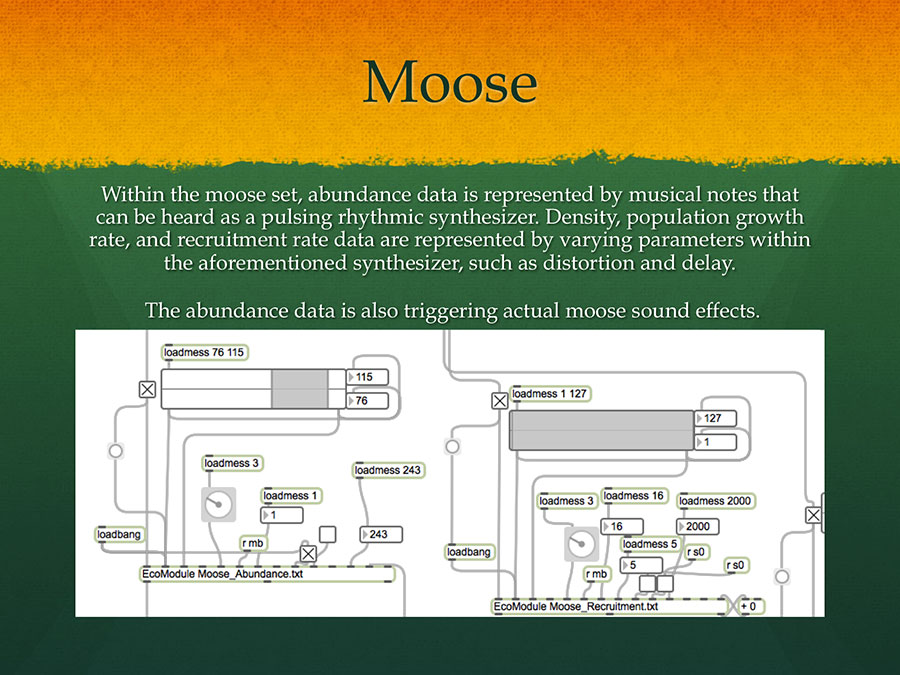 Moose
Within the moose set, abundance data is represented by musical notes that
can be heard as a pulsing rhythmic synthesizer. Density, population growth
rate, and recruitment rate data are represented by varying parameters within
the aforementioned synthesizer, such as distortion and delay.
The abundance data is also triggering actual moose sound effects.
loadmess 76 115
115
76
loadmess 3
loadmess 243
loadmess 1
1
loadbang
r mb
243
EcoModule Moose_Abundance.txt
loadmess 1 127
127
1
loadmess 3
loadmess 16
loadmess 2000
16
2000
loadmess 5
loadbang
r s0
5
r s0
r mb
EcoModule Moose_Recruitment.txt
+ 0